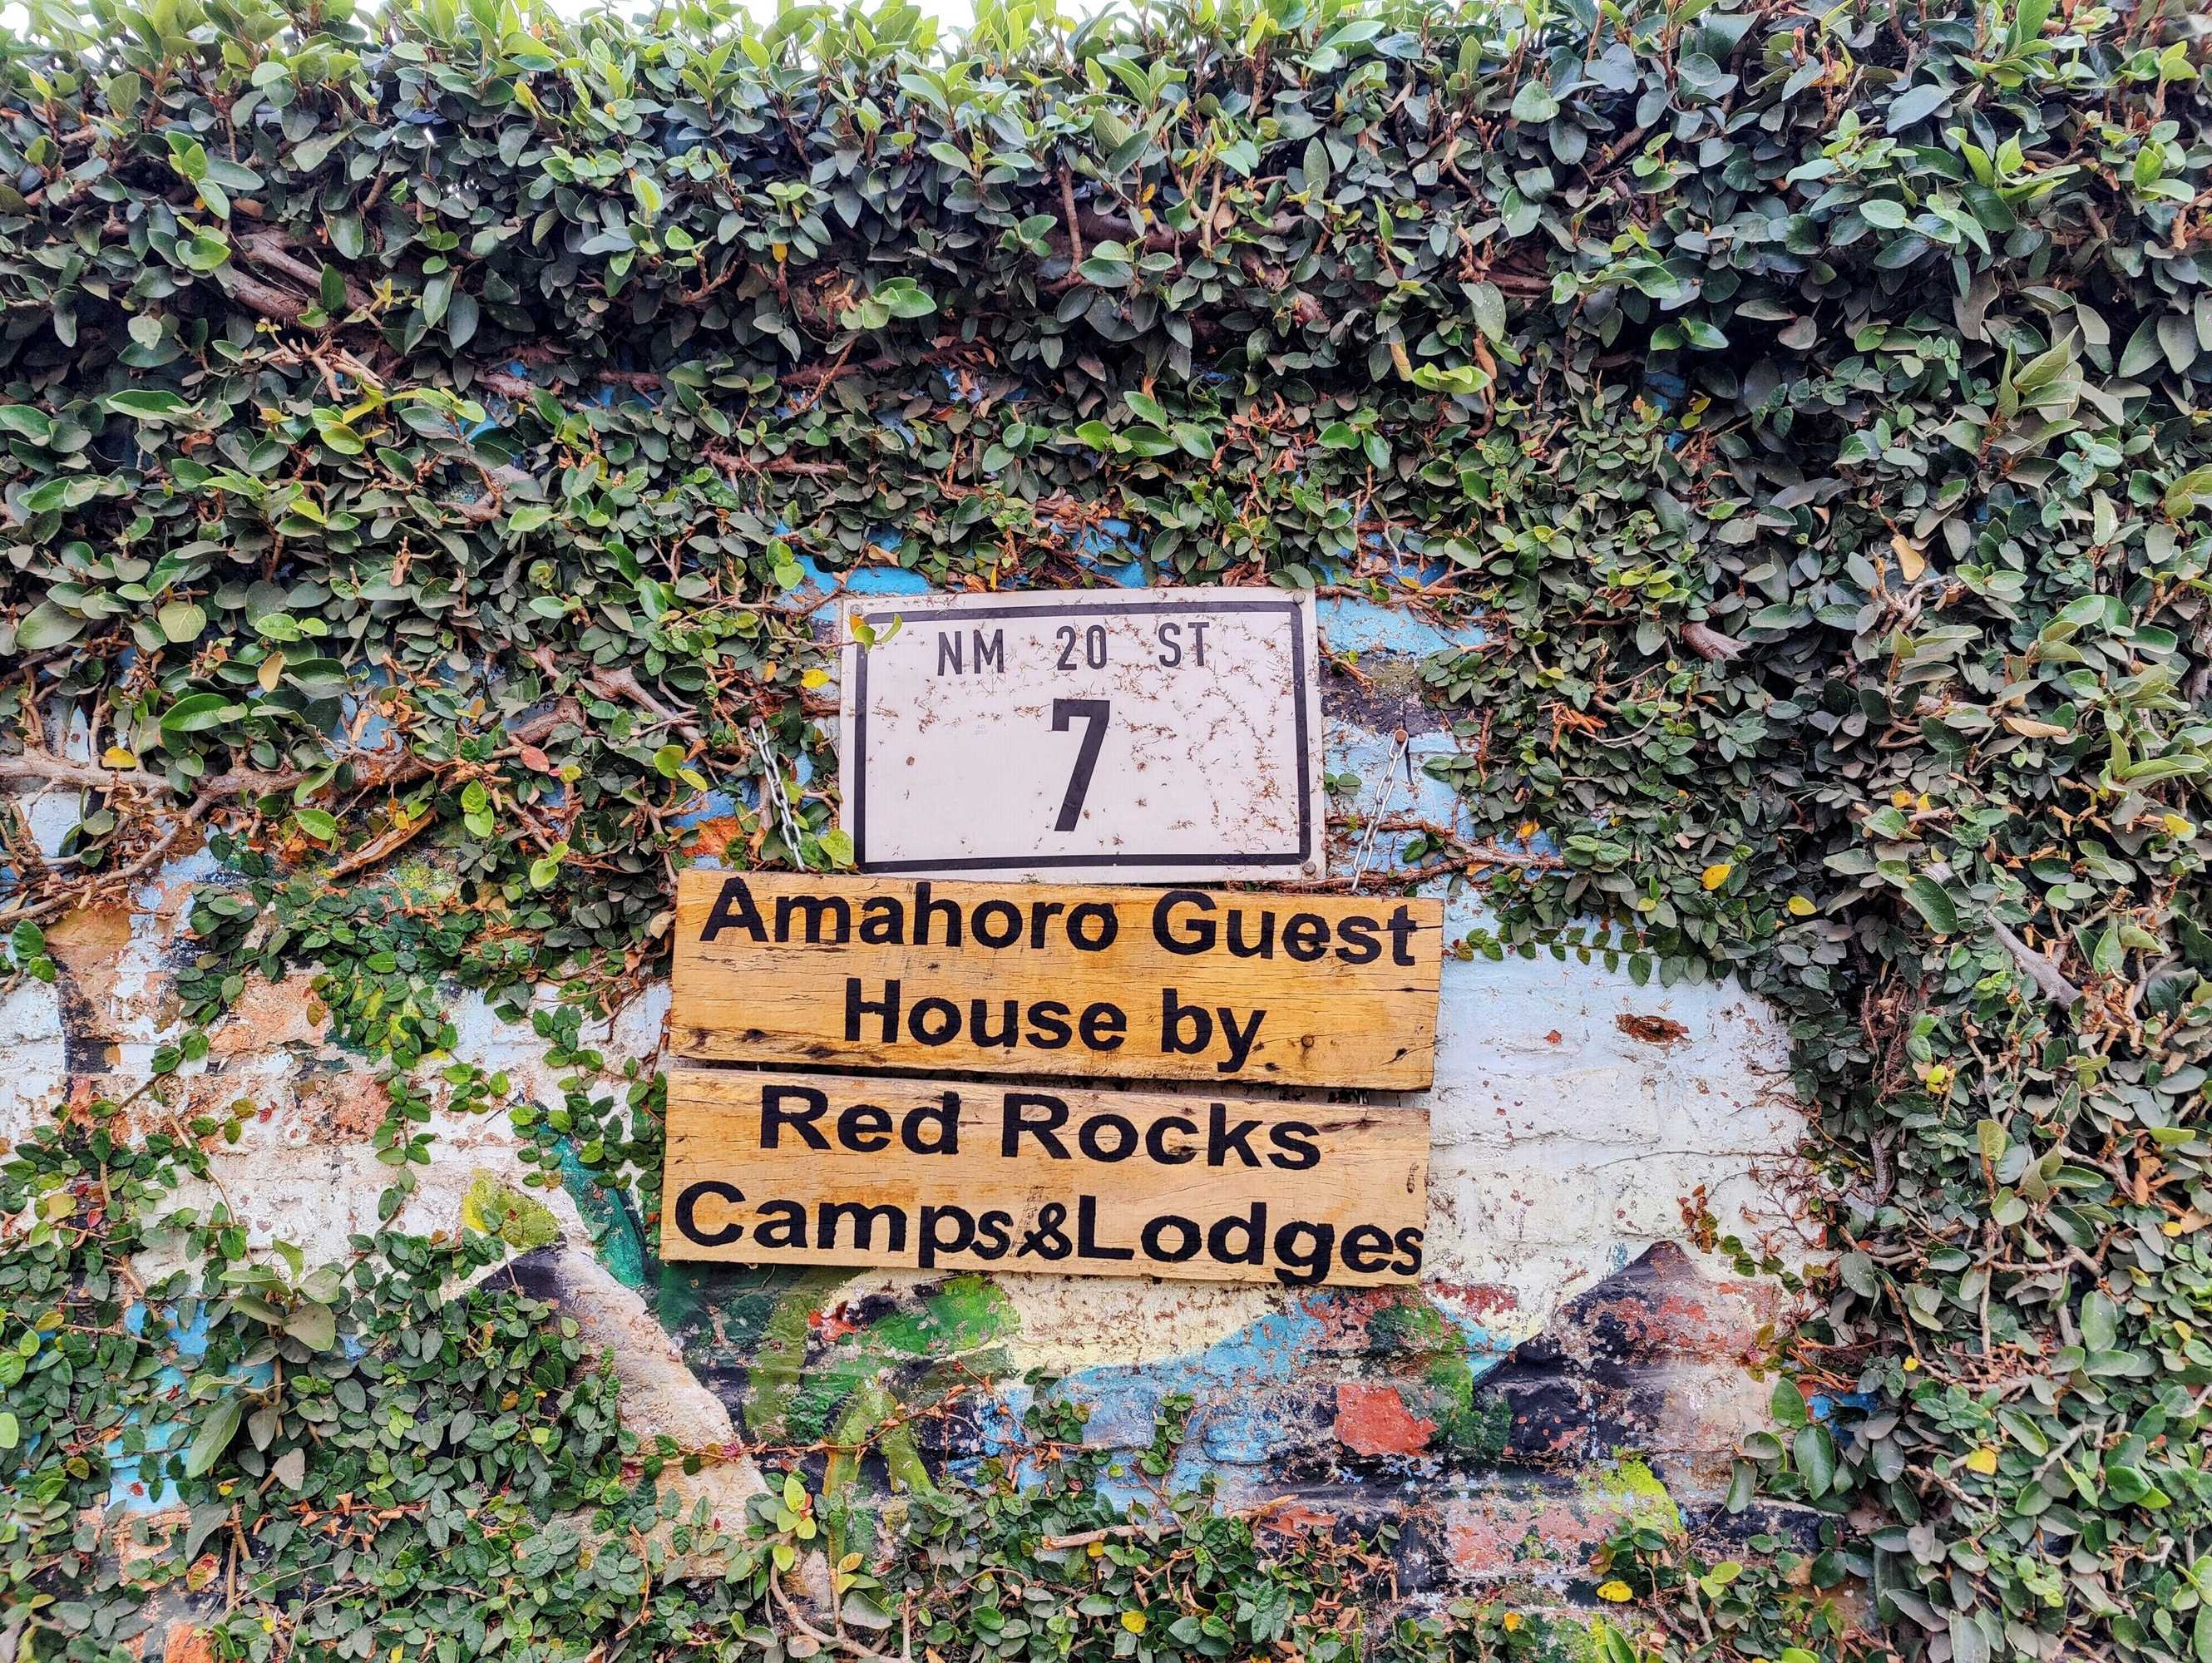 NM 20 ST
7
Amahoro Guest
House by
Red Rocks
Camps&Lodges